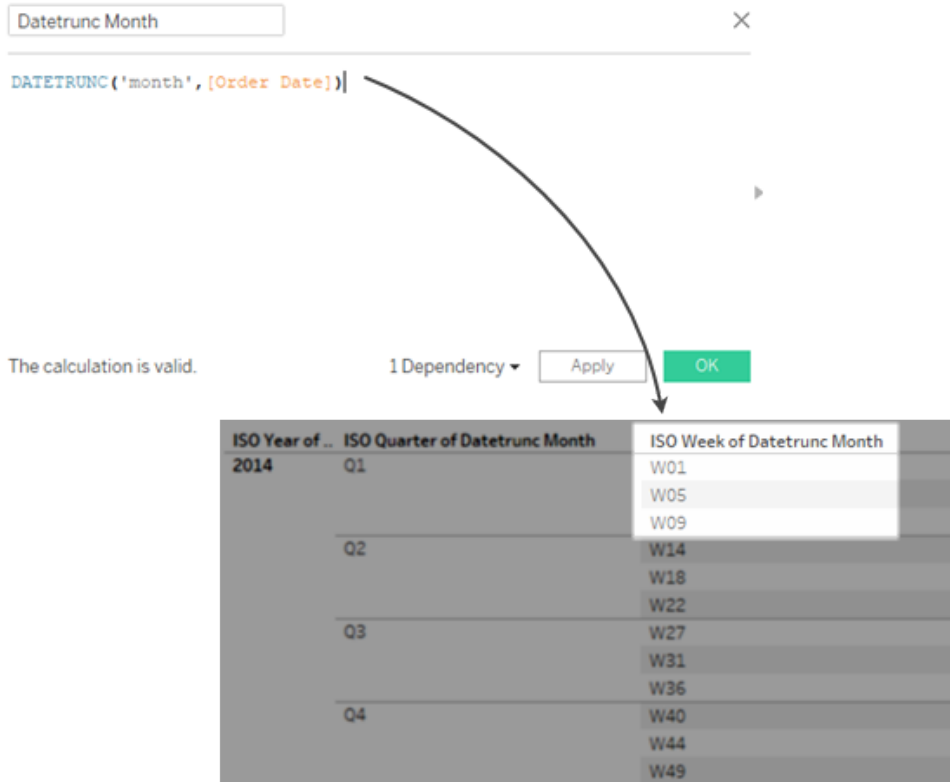 Datetrunc Month
DATETRUNC('month',[Order Date])
The calculation is valid. 1 Dependency Apply OK
ISO Year of .. ISO Quarter of Datetrunc Month ISO Week of Datetrunc Month
2014 Q1 W01
W05
W09
Q2 W14
W18
W22
Q3 W27
W31
W36
Q4 W40
W44
W49